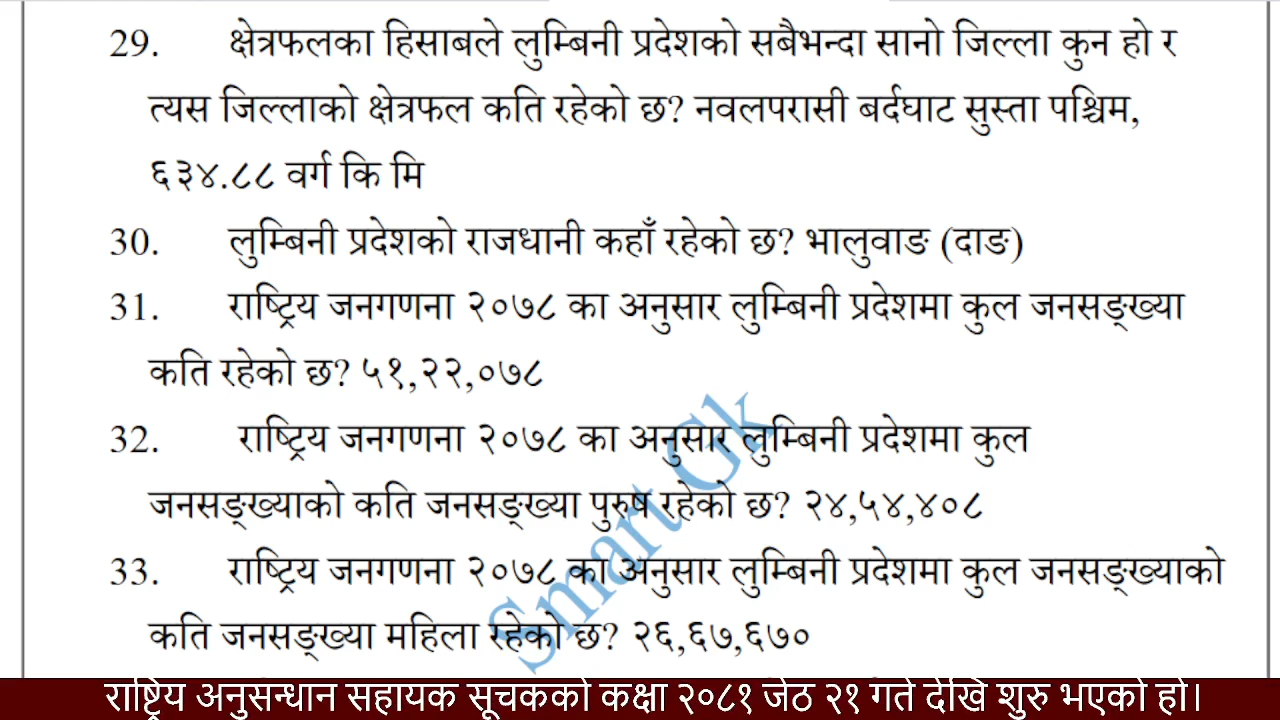 29. क्षेत्रफलका हिसाबले लुम्बिनी प्रदेशको सबैभन्दा सानो जिल्ला कुन हो र
त्यस जिल्लाको क्षेत्रफल कति रहेको छ? नवलपरासी बर्दघाट सुस्ता पश्चिम,
६३४.८८ वर्ग कि मि
30. लुम्बिनी प्रदेशको राजधानी कहाँ रहेको छ? भालुवाङ (दाङ)
31. राष्ट्रिय जनगणना २०७८ का अनुसार लुम्बिनी प्रदेशमा कुल जनसङ्ख्या
कति रहेको छ? ५१,२२,०७८
32. राष्ट्रिय जनगणना २०७८ का अनुसार लुम्बिनी प्रदेशमा कुल
जनसङ्ख्याको कति जनसङ्ख्या पुरुष रहेको छ? २४,५४,४०८
33. राष्ट्रिय जनगणना २०७८ का अनुसार लुम्बिनी प्रदेशमा कुल जनसङ्ख्याको
कति जनसङ्ख्या महिला रहेको छ? २६,६७,६७०
Smart Gk
राष्ट्रिय अनुसन्धान सहायक सूचकको कक्षा २०८१ जेठ २१ गते देखि शुरु भएको हो।